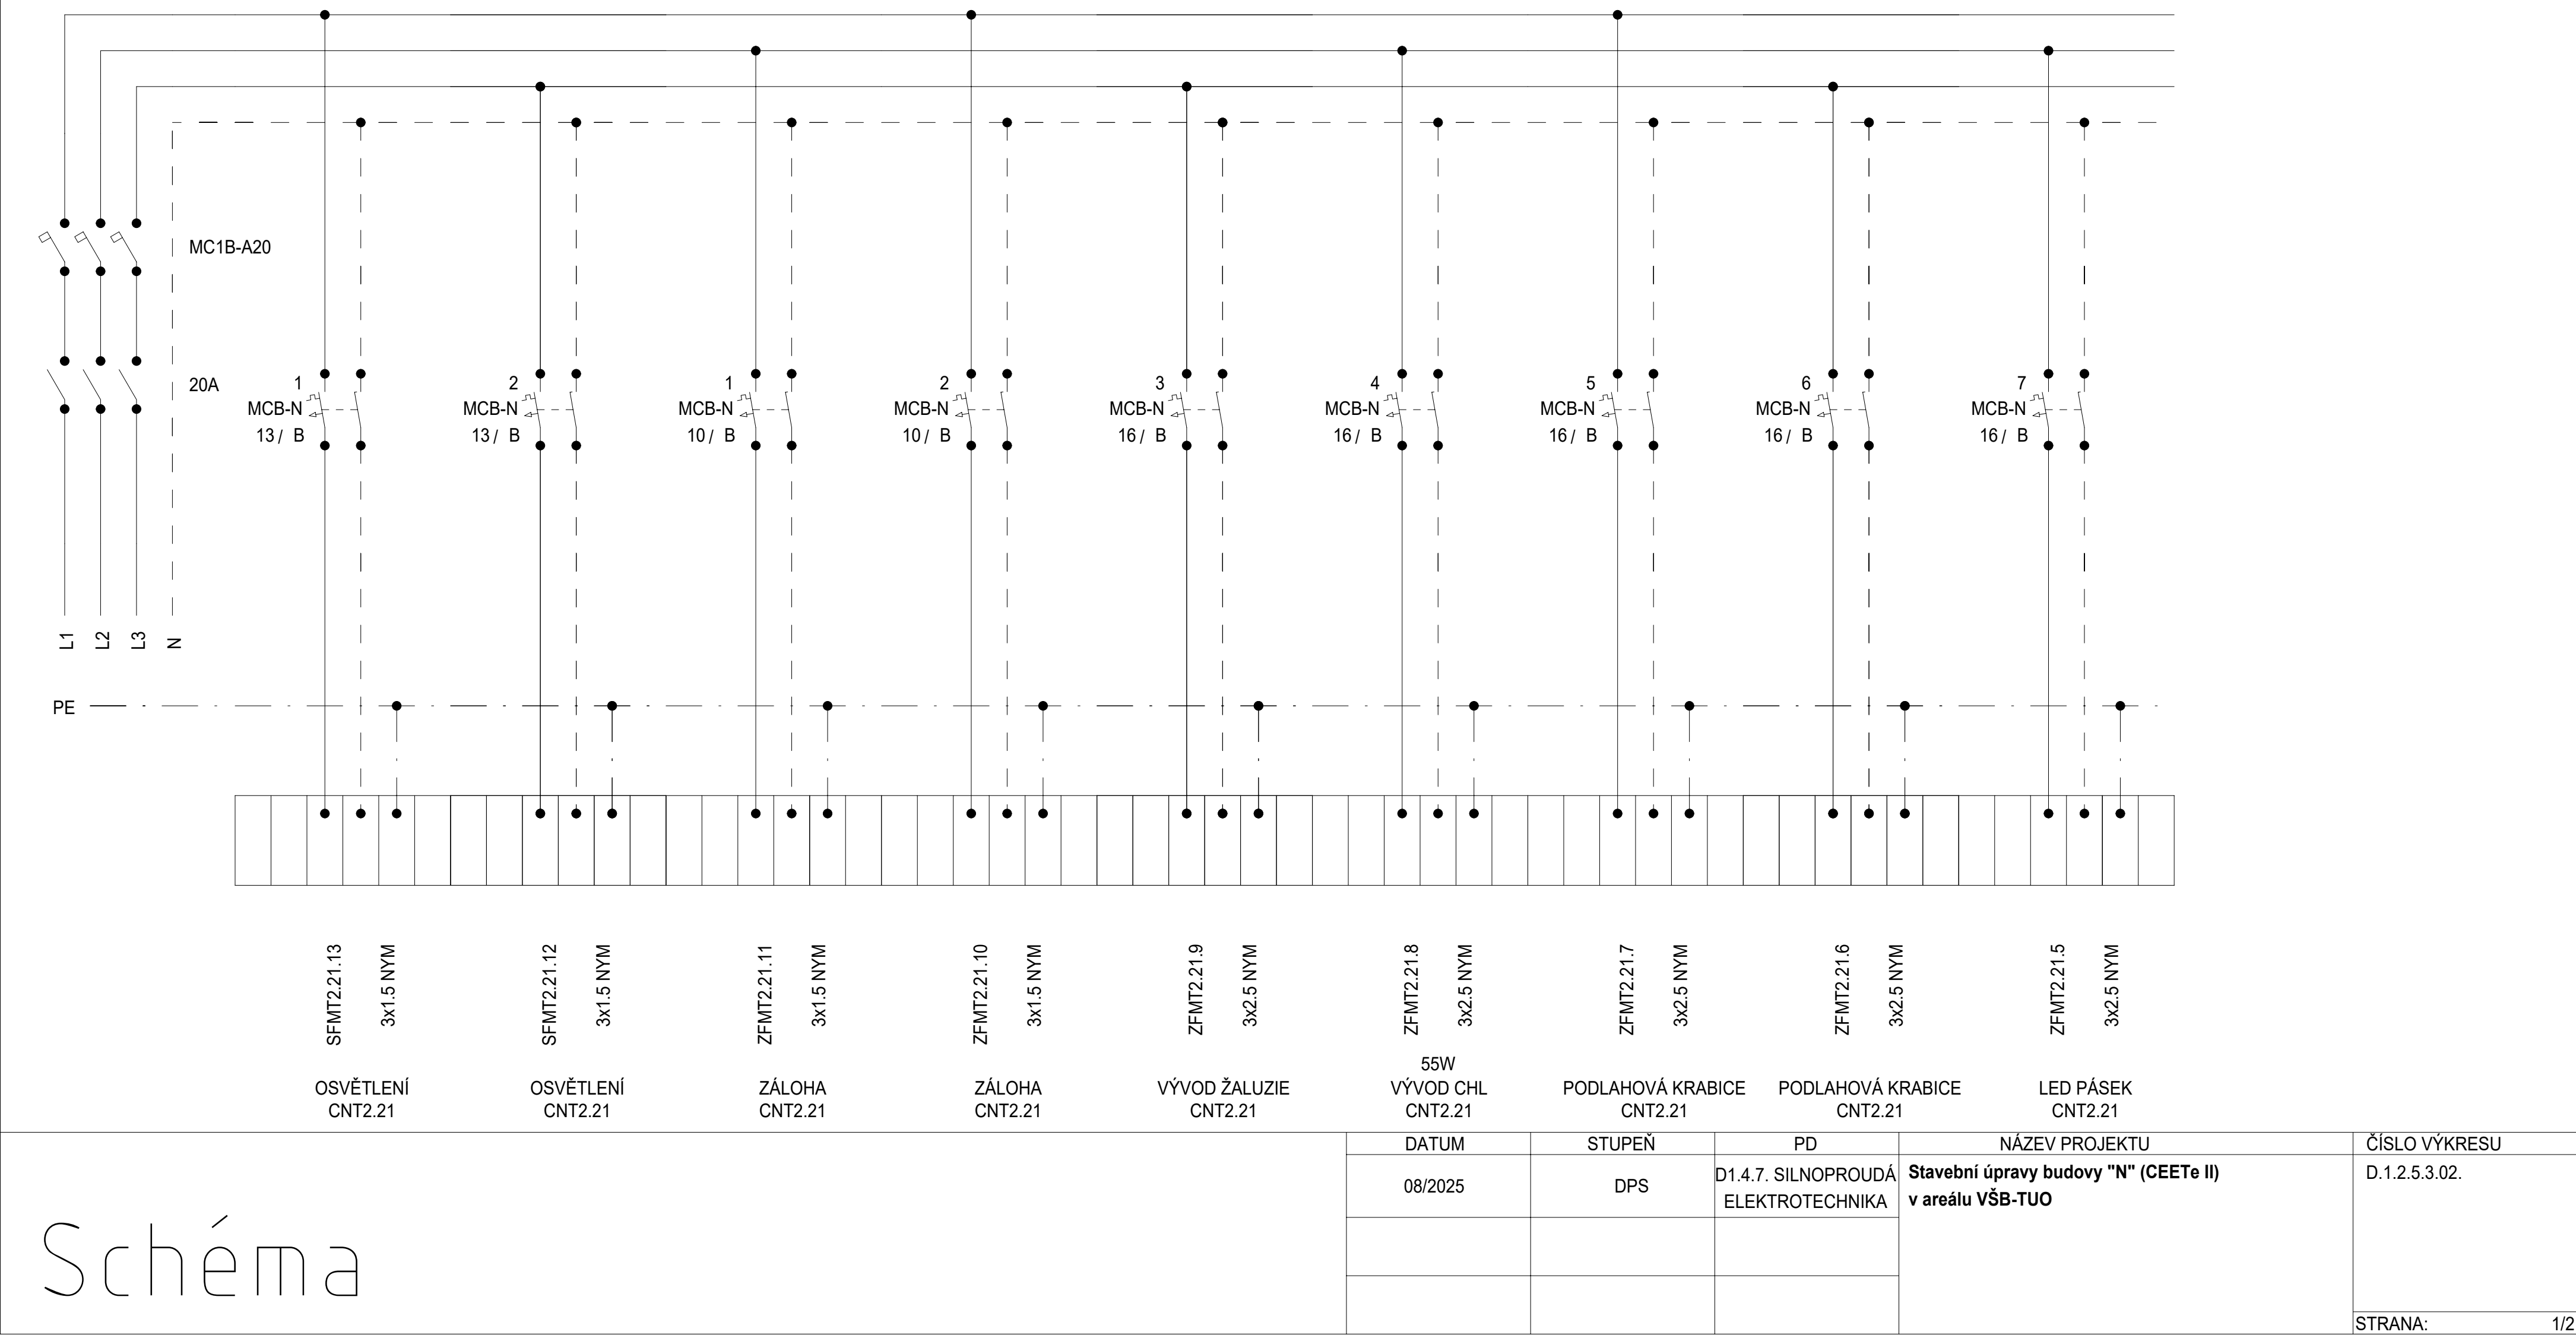 MC1B-A20
20A
1
MCB-N
13 / B
2
MCB-N
13 / B
1
MCB-N
10 / B
2
MCB-N
10 / B
3
MCB-N
16 / B
4
MCB-N
16 / B
5
MCB-N
16 / B
6
MCB-N
16 / B
7
MCB-N
16 / B
L1
L2
L3
N
PE
SFMT2.21.13
3x1.5 NYM
SFMT2.21.12
3x1.5 NYM
ZFMT2.21.11
3x1.5 NYM
ZFMT2.21.10
3x1.5 NYM
ZFMT2.21.9
3x2.5 NYM
ZFMT2.21.8
3x2.5 NYM
ZFMT2.21.7
3x2.5 NYM
ZFMT2.21.6
3x2.5 NYM
ZFMT2.21.5
3x2.5 NYM
OSVĚTLENÍ
CNT2.21
OSVĚTLENÍ
CNT2.21
ZÁLOHA
CNT2.21
ZÁLOHA
CNT2.21
VÝVOD ŽALUZIE
CNT2.21
55W
VÝVOD CHL
CNT2.21
PODLAHOVÁ KRABICE
CNT2.21
PODLAHOVÁ KRABICE
CNT2.21
LED PÁSEK
CNT2.21
Schéma
DATUM
08/2025
STUPEŇ
DPS
PD
D1.4.7. SILNOPROUDÁ
ELEKTROTECHNIKA
NÁZEV PROJEKTU
Stavební úpravy budovy "N" (CEETe II)
v areálu VŠB-TUO
ČÍSLO VÝKRESU
D.1.2.5.3.02.
STRANA: 1/2